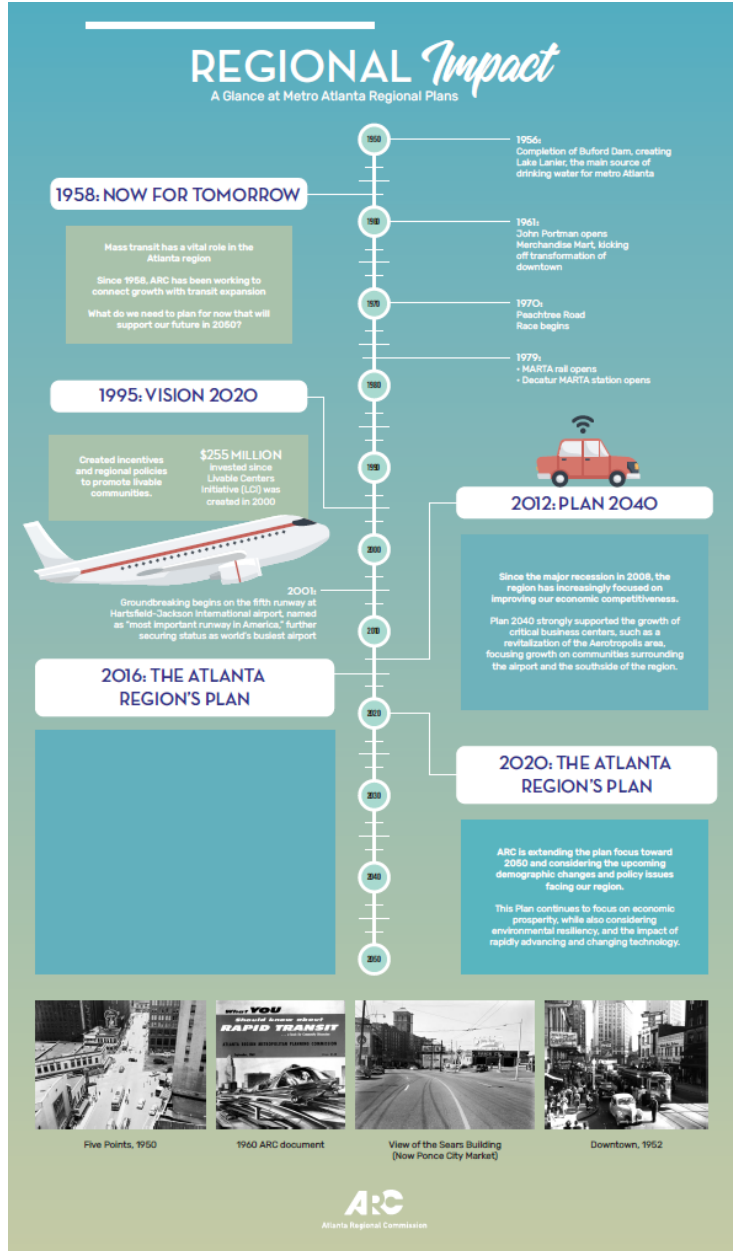 REGIONAL Impact
A Glance at Metro Atlanta Regional Plans
1950
1956:
Completion of Buford Dam, creating
Lake Lanier, the main source of
drinking water for metro Atlanta
1958: NOW FOR TOMORROW
Mass transit has a vital role in the
Atlanta region
Since 1958, ARC has been working to
connect growth with transit expansion
What do we need to plan for now that will
support our future in 2050?
1960
1961:
John Portman opens
Merchandise Mart, kicking
off transformation of
downtown
1970
1970:
Peachtree Road
Race begins
1979:
• MARTA rail opens
• Decatur MARTA station opens
1980
1995: VISION 2020
Created incentives
and regional policies
to promote livable
communities.
$255 MILLION
invested since
Livable Centers
Initiative (LCI) was
created in 2000
1990
2012: PLAN 2040
Since the major recession in 2008, the
region has increasingly focused on
improving our economic competitiveness.
Plan 2040 strongly supported the growth of
critical business centers, such as a
revitalization of the Aerotropolis area,
focusing growth on communities surrounding
the airport and the southside of the region.
2000
2001:
Groundbreaking begins on the fifth runway at
Hartsfield-Jackson International airport, named
as "most important runway in America," further
securing status as world's busiest airport
2010
2016: THE ATLANTA
REGION'S PLAN
2020
2020: THE ATLANTA
REGION'S PLAN
ARC is extending the plan focus toward
2050 and considering the upcoming
demographic changes and policy issues
facing our region.
This Plan continues to focus on economic
prosperity, while also considering
environmental resiliency, and the impact of
rapidly advancing and changing technology.
2030
2040
2050
What YOU
Should know about
RAPID TRANSIT
ATLANTA REGION METROPOLITAN PLANNING COMMISSION
Five Points, 1950
1960 ARC document
View of the Sears Building
(Now Ponce City Market)
Downtown, 1952
ARC
Atlanta Regional Commission